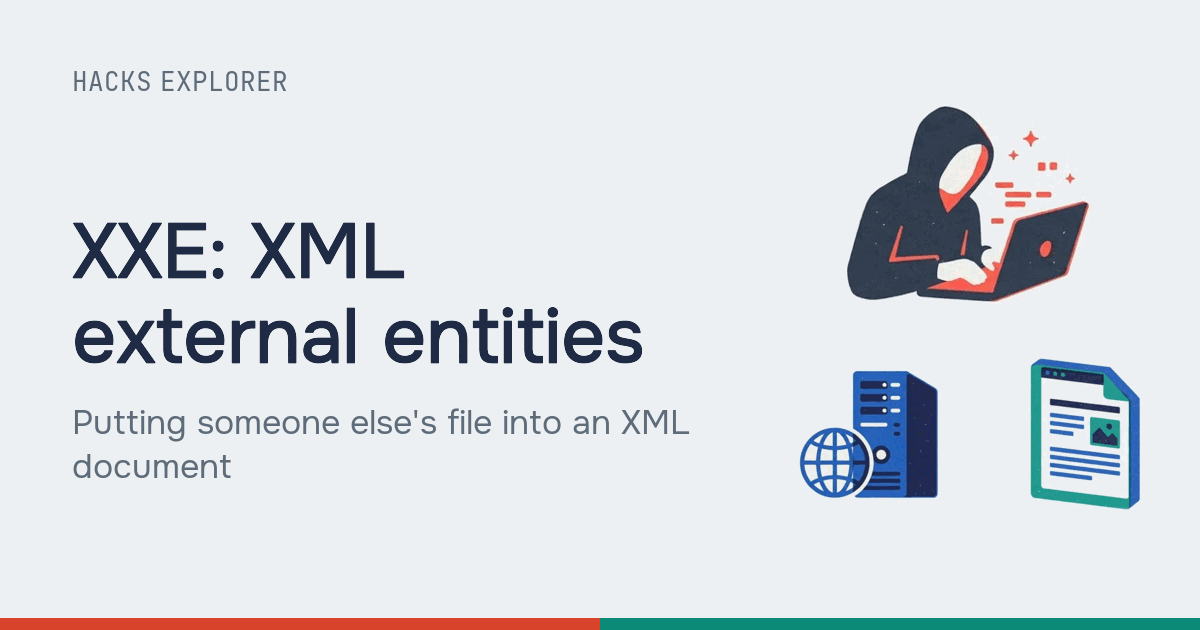 HACKS EXPLORER
XXE: XML
external entities
Putting someone else's file into an XML
document